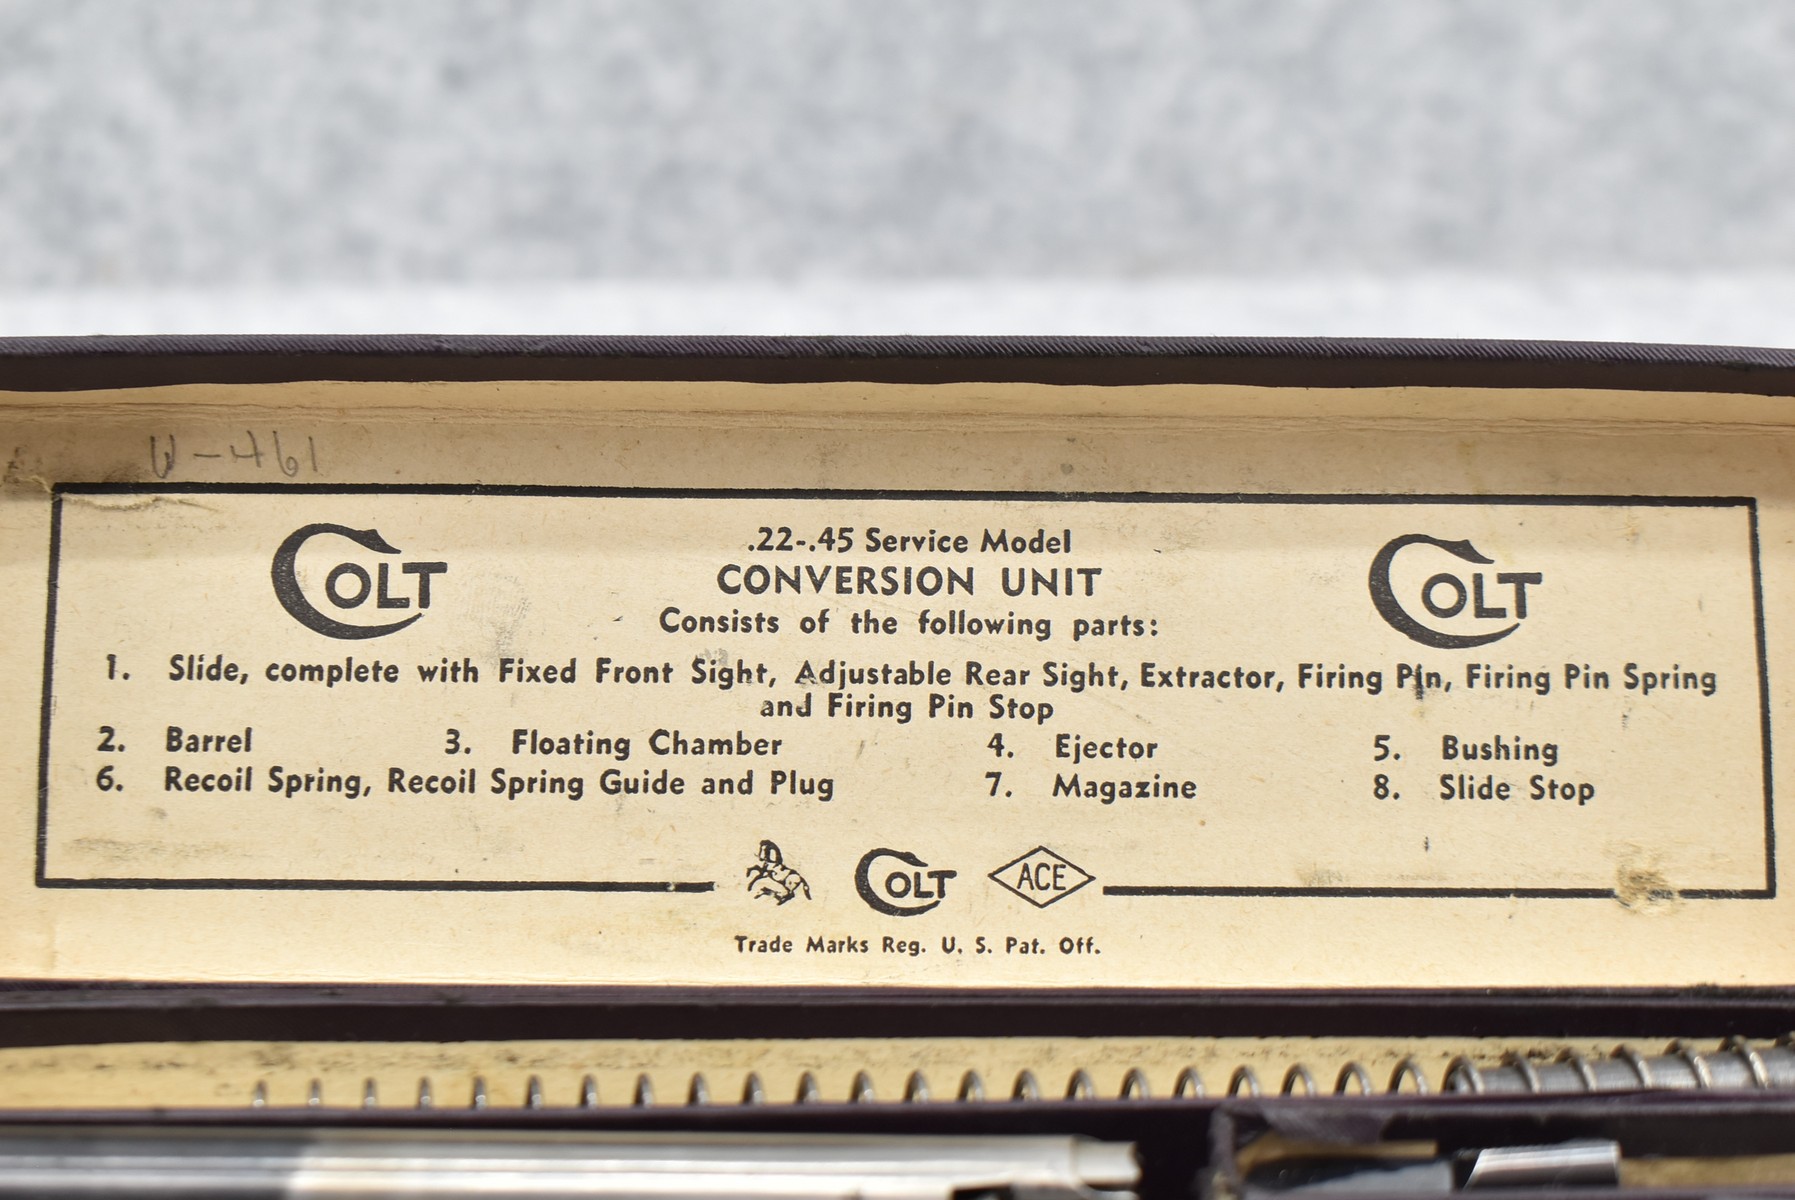 U-461
COLT
.22-.45 Service Model
COLT
CONVERSION UNIT
Consists of the following parts:
1. Slide, complete with Fixed Front Sight, Adjustable Rear Sight, Extractor, Firing Pin, Firing Pin Spring
and Firing Pin Stop
2. Barrel 3. Floating Chamber 4. Ejector 5. Bushing
6. Recoil Spring, Recoil Spring Guide and Plug 7. Magazine 8. Slide Stop
COLT ACE
Trade Marks Reg. U. S. Pat. Off.